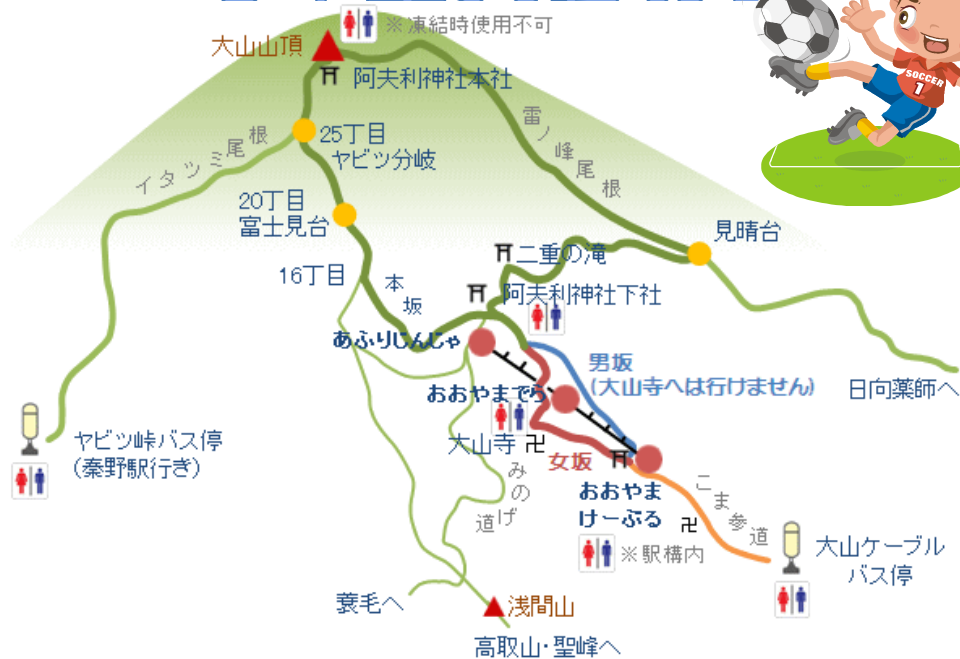 ※凍結時使用不可
大山山頂
阿夫利神社本社
SOCCER
1
25丁目
ヤビツ分岐
イタツミ尾根
雷ノ峰尾根
20丁目
富士見台
見晴台
二重の滝
16丁目
本坂
阿夫利神社下社
あふりじんじゃ
男坂
(大山寺へは行けません)
おおやまでら
日向薬師へ
大山寺 卍
女坂
ヤビツ峠バス停
(秦野駅行き)
みのげ道
おおやま
けーぶる
卍
こま参道
※駅構内
大山ケーブル
バス停
蓑毛へ
浅間山
高取山・聖峰へ